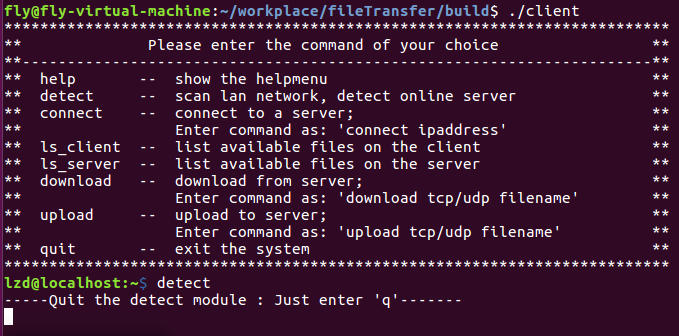 fly@fly-virtual-machine:~/workplace/fileTransfer/build$ ./client
**************************************************************************
**              Please enter the command of your choice                 **
**----------------------------------------------------------------------**
**  help       --  show the helpmenu                                    **
**  detect     --  scan lan network, detect online server               **
**  connect    --  connect to a server;                                 **
**                 Enter command as: 'connect ipaddress'                **
**  ls_client  --  list available files on the client                   **
**  ls_server  --  list available files on the server                   **
**  download   --  download from server;                                **
**                 Enter command as: 'download tcp/udp filename'        **
**  upload     --  upload to server;                                    **
**                 Enter command as: 'upload tcp/udp filename'          **
**  quit       --  exit the system                                      **
**************************************************************************
lzd@localhost:~$ detect
-----Quit the detect module : Just enter 'q'-------